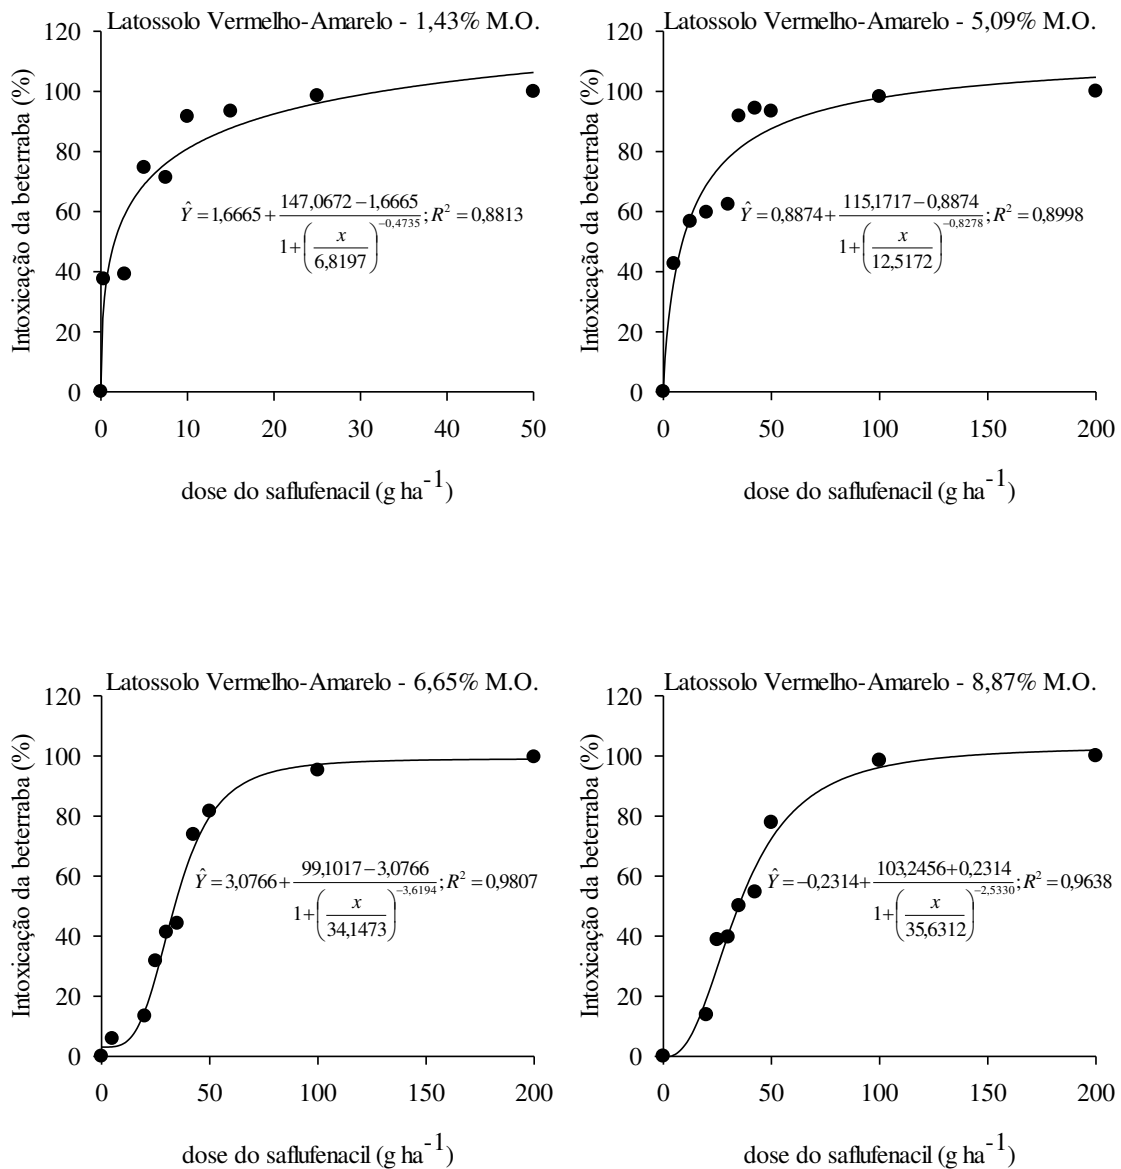 Latossolo Vermelho-Amarelo - 1,43% M.O.
Intoxicação da beterraba (%)
120
100
80
60
40
20
0
Ŷ = 1,6665 + (147,0672 − 1,6665) / (1 + (x / 6,8197)^−0,4735); R² = 0,8813
0 10 20 30 40 50
dose do saflufenacil (g ha⁻¹)
Latossolo Vermelho-Amarelo - 5,09% M.O.
Intoxicação da beterraba (%)
120
100
80
60
40
20
0
Ŷ = 0,8874 + (115,1717 − 0,8874) / (1 + (x / 12,5172)^−0,8278); R² = 0,8998
0 50 100 150 200
dose do saflufenacil (g ha⁻¹)
Latossolo Vermelho-Amarelo - 6,65% M.O.
Intoxicação da beterraba (%)
120
100
80
60
40
20
0
Ŷ = 3,0766 + (99,1017 − 3,0766) / (1 + (x / 34,1473)^−3,6194); R² = 0,9807
0 50 100 150 200
dose do saflufenacil (g ha⁻¹)
Latossolo Vermelho-Amarelo - 8,87% M.O.
Intoxicação da beterraba (%)
120
100
80
60
40
20
0
Ŷ = −0,2314 + (103,2456 + 0,2314) / (1 + (x / 35,6312)^−2,5330); R² = 0,9638
0 50 100 150 200
dose do saflufenacil (g ha⁻¹)